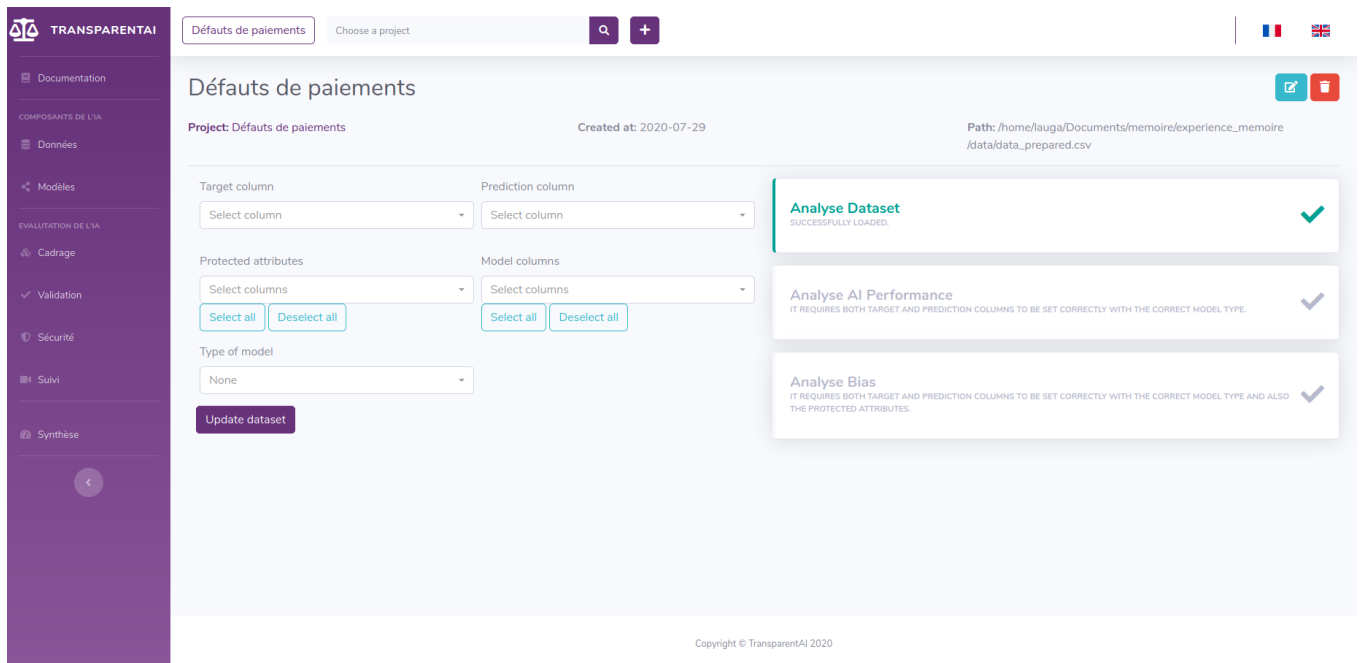 TRANSPARENTAI
Documentation
COMPOSANTS DE L'IA
Données
Modèles
EVALUTATION DE L'IA
Cadrage
Validation
Sécurité
Suivi
Synthèse
Défauts de paiements
Choose a project
Défauts de paiements
Project: Défauts de paiements
Created at: 2020-07-29
Path: /home/lauga/Documents/memoire/experience_memoire
/data/data_prepared.csv
Target column
Prediction column
Select column
Select column
Protected attributes
Model columns
Select columns
Select columns
Select all
Deselect all
Select all
Deselect all
Type of model
None
Update dataset
Analyse Dataset
SUCCESSFULLY LOADED.
Analyse AI Performance
IT REQUIRES BOTH TARGET AND PREDICTION COLUMNS TO BE SET CORRECTLY WITH THE CORRECT MODEL TYPE.
Analyse Bias
IT REQUIRES BOTH TARGET AND PREDICTION COLUMNS TO BE SET CORRECTLY WITH THE CORRECT MODEL TYPE AND ALSO
THE PROTECTED ATTRIBUTES.
Copyright © TransparentAI 2020